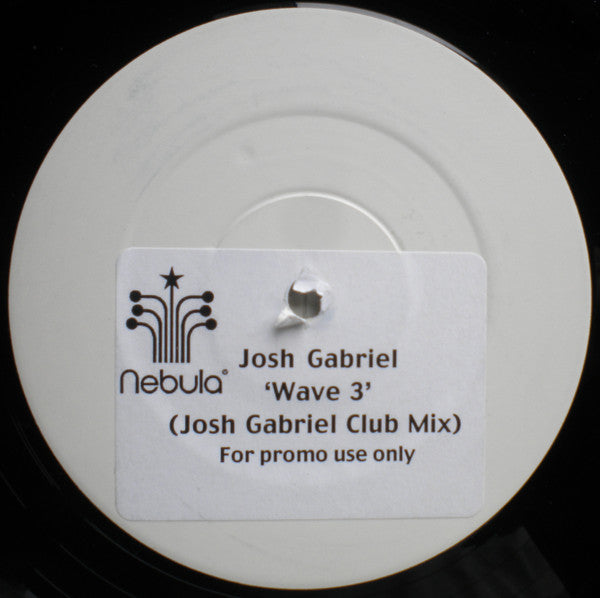 nebula®
Josh Gabriel
‘Wave 3’
(Josh Gabriel Club Mix)
For promo use only